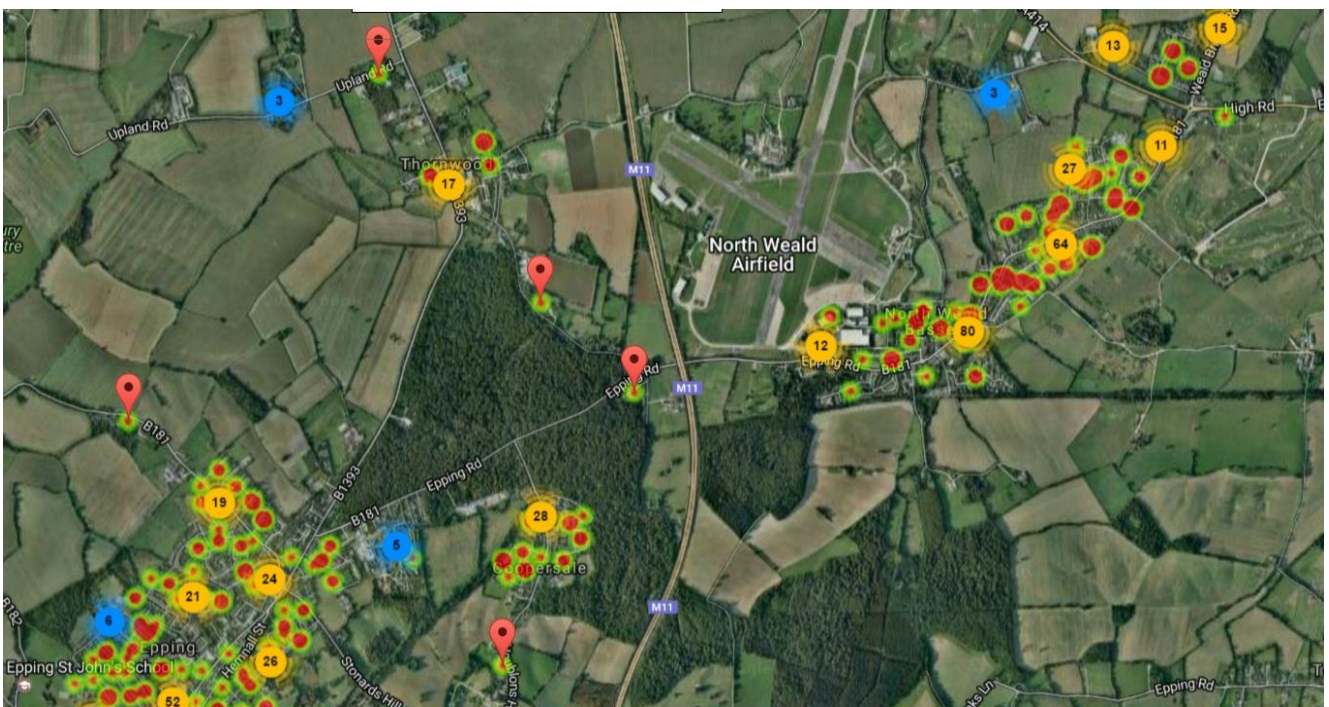 A414
15
13
Weald Br
Rd
Upland Rd
3
3
High Rd
Upland Rd
B181
11
Thornwood
M11
27
17
B1393
North Weald
Airfield
64
North Weald
Bassett
80
12
Epping Rd
B181
Epping Rd
M11
B181
B1393
Epping Rd
19
28
B181
5
Coopersale
24
21
B182
M11
6
Hemnall St
Epping
26
Epping St John's School
Stonards Hill
Epping Rd
52